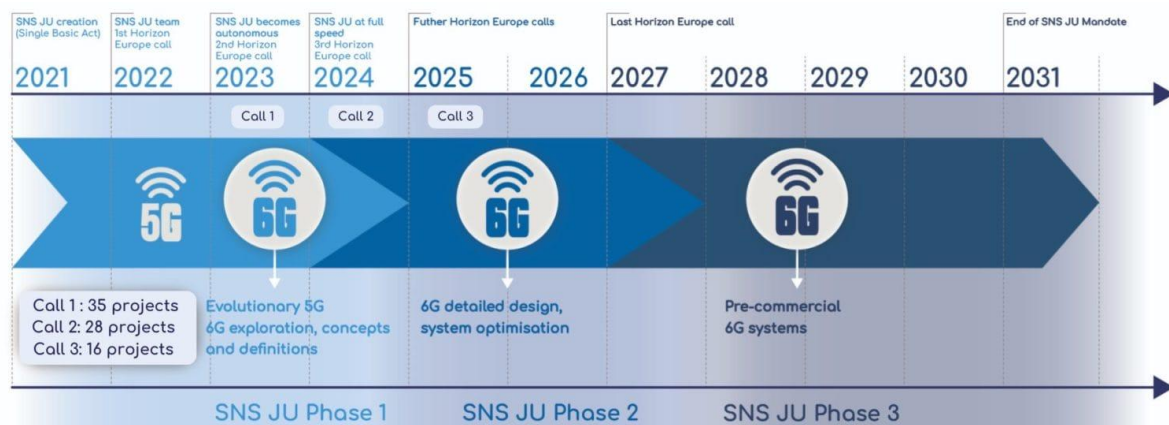 SNS JU creation
(Single Basic Act)
SNS JU team
1st Horizon
Europe call
SNS JU becomes
autonomous
2nd Horizon
Europe call
SNS JU at full
speed
3rd Horizon
Europe call
Futher Horizon Europe calls
Last Horizon Europe call
End of SNS JU Mandate
2021
2022
2023
2024
2025
2026
2027
2028
2029
2030
2031
Call 1
Call 2
Call 3
5G
6G
6G
6G
Call 1 : 35 projects
Call 2: 28 projects
Call 3: 16 projects
Evolutionary 5G
6G exploration, concepts
and definitions
6G detailed design,
system optimisation
Pre-commercial
6G systems
SNS JU Phase 1
SNS JU Phase 2
SNS JU Phase 3